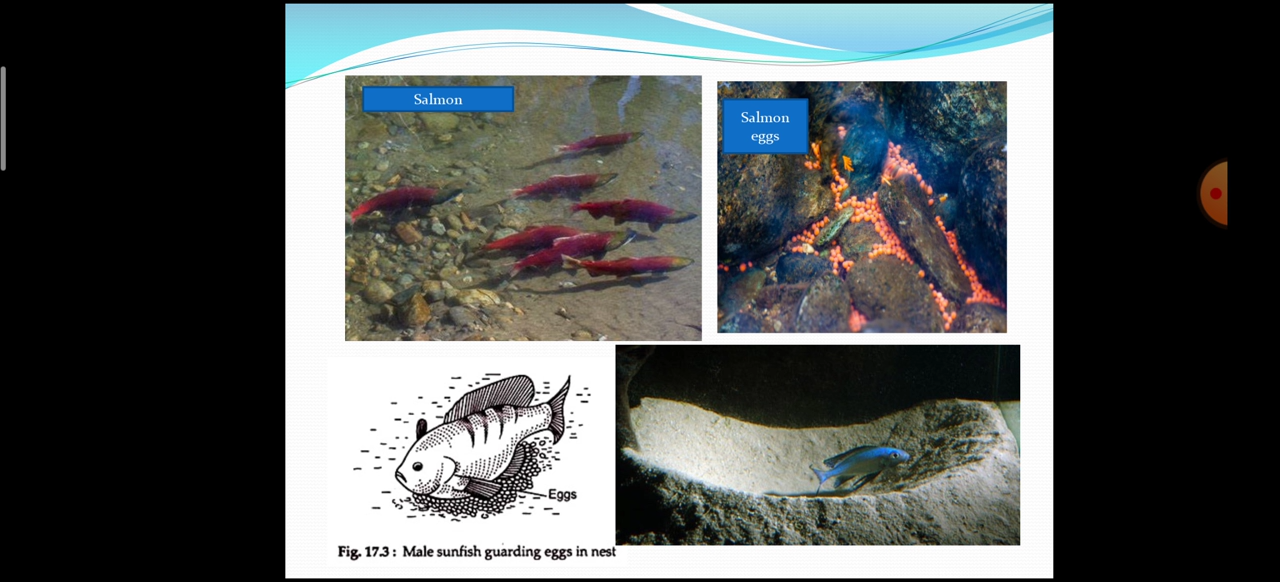 Salmon
Salmon
eggs
Eggs
Fig. 17.3 : Male sunfish guarding eggs in nest